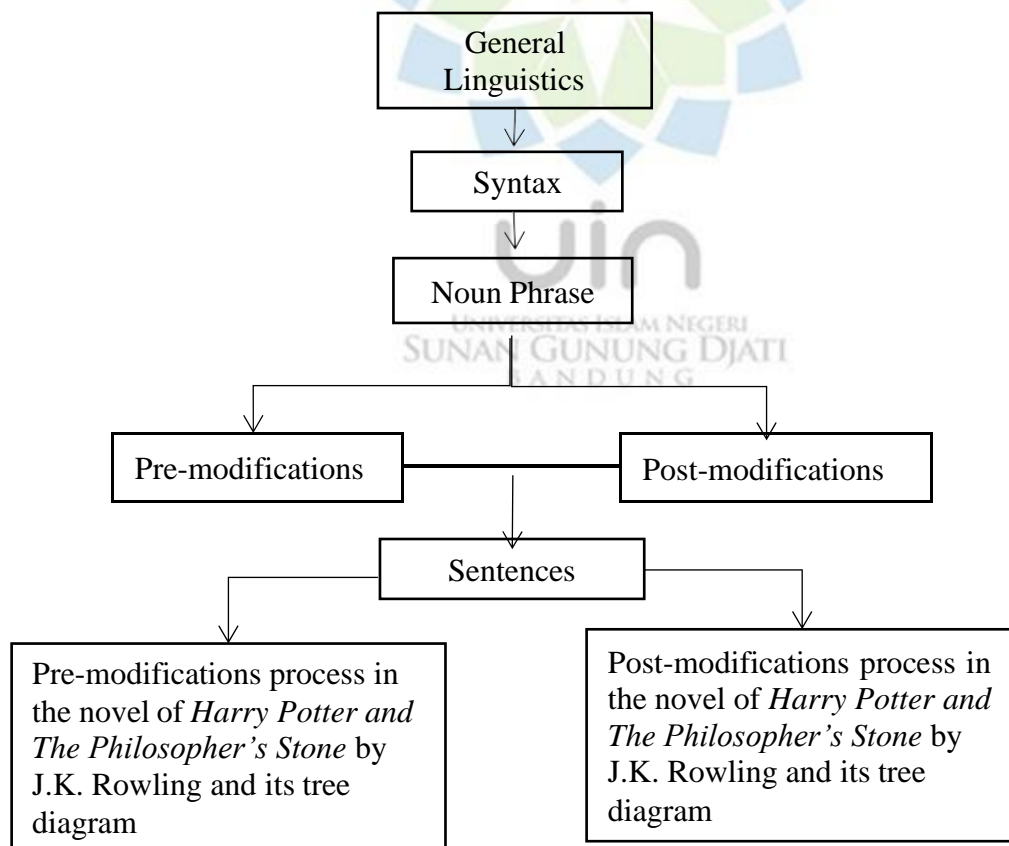 General
Linguistics
Syntax
uin
Noun Phrase
UNIVERSITAS ISLAM NEGERI
SUNAN GUNUNG DJATI
BANDUNG
Pre-modifications
Post-modifications
Sentences
Pre-modifications process in
the novel of Harry Potter and
The Philosopher’s Stone by
J.K. Rowling and its tree
diagram
Post-modifications process in
the novel of Harry Potter and
The Philosopher’s Stone by
J.K. Rowling and its tree
diagram